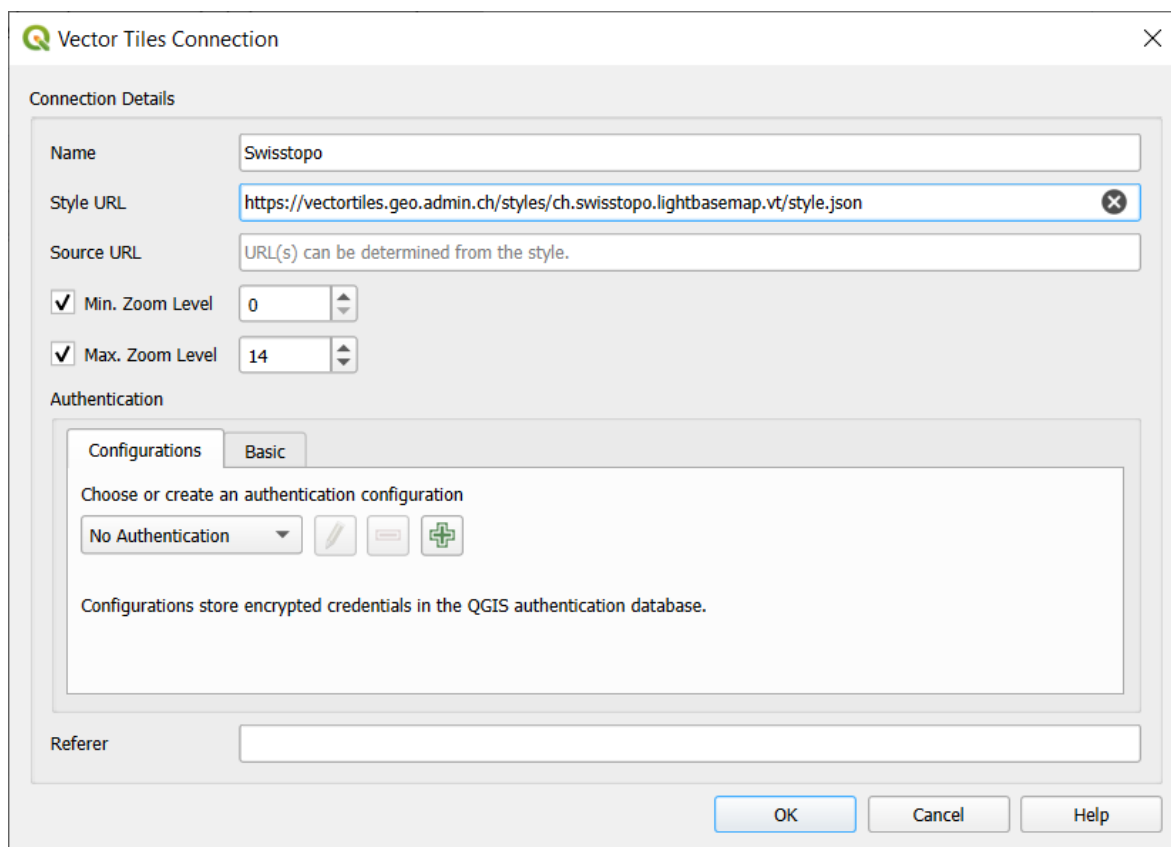 Vector Tiles Connection
Connection Details
Name Swisstopo
Style URL https://vectortiles.geo.admin.ch/styles/ch.swisstopo.lightbasemap.vt/style.json
Source URL URL(s) can be determined from the style.
Min. Zoom Level 0
Max. Zoom Level 14
Authentication
Configurations Basic
Choose or create an authentication configuration
No Authentication
Configurations store encrypted credentials in the QGIS authentication database.
Referer
OK Cancel Help